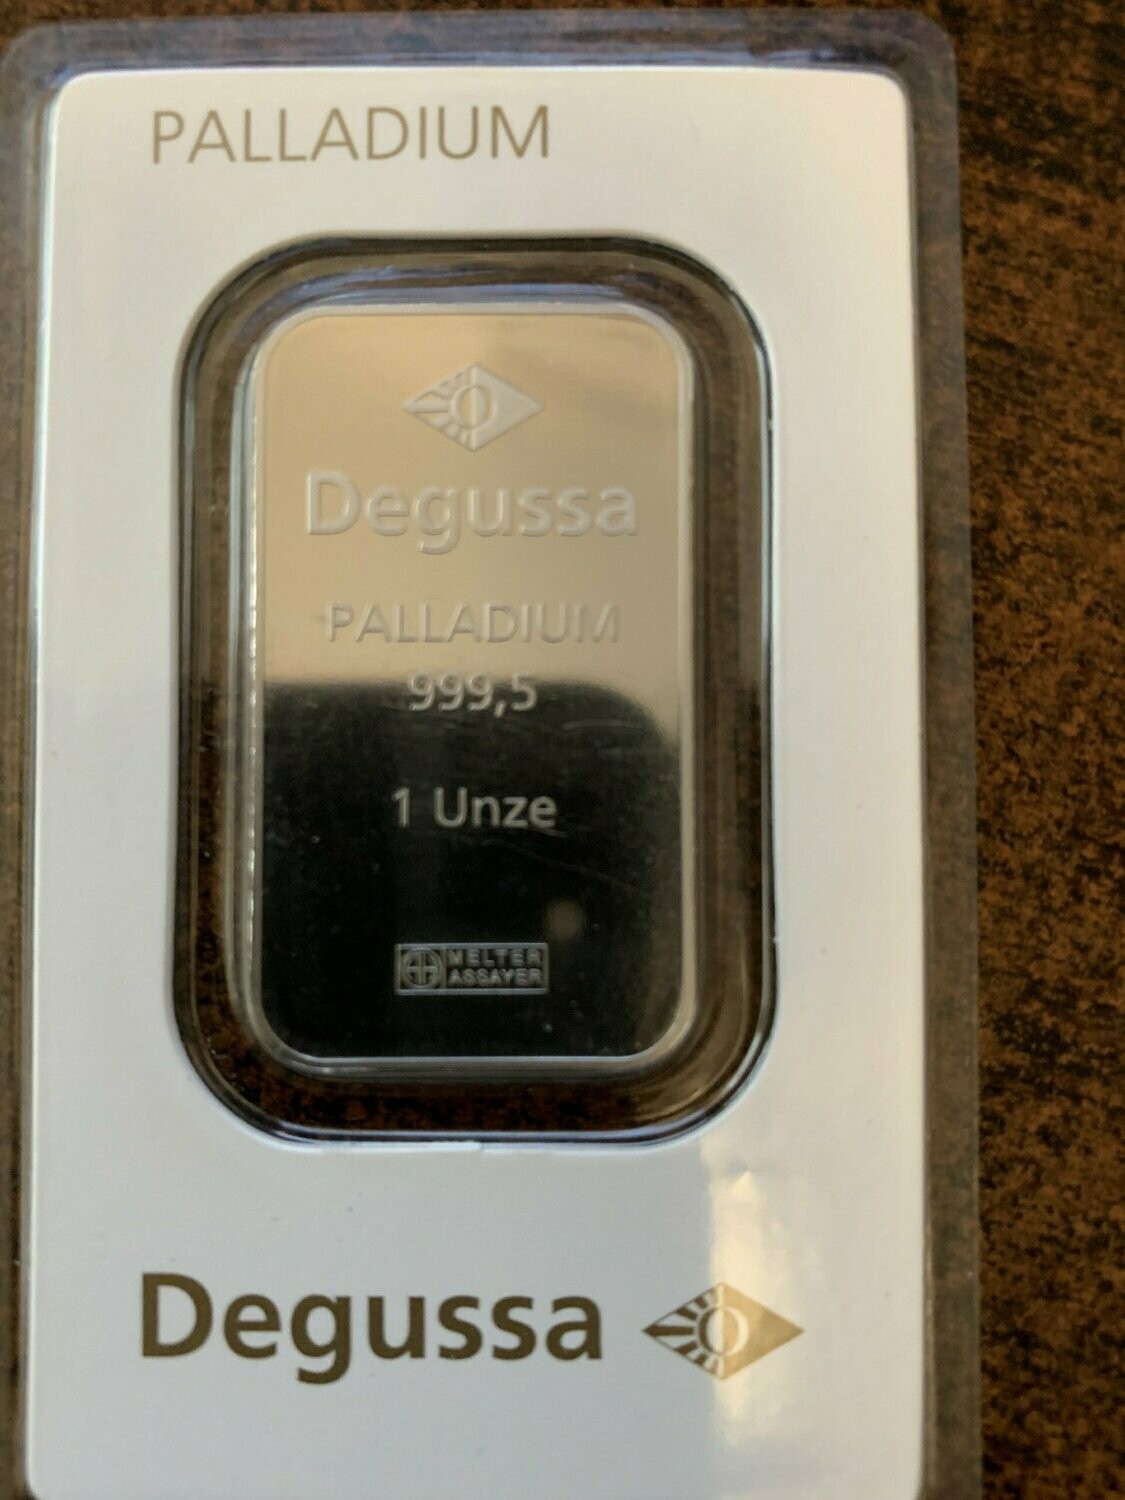 PALLADIUM
Degussa
PALLADIUM
999,5
1 Unze
MELTER
ASSAYER
Degussa